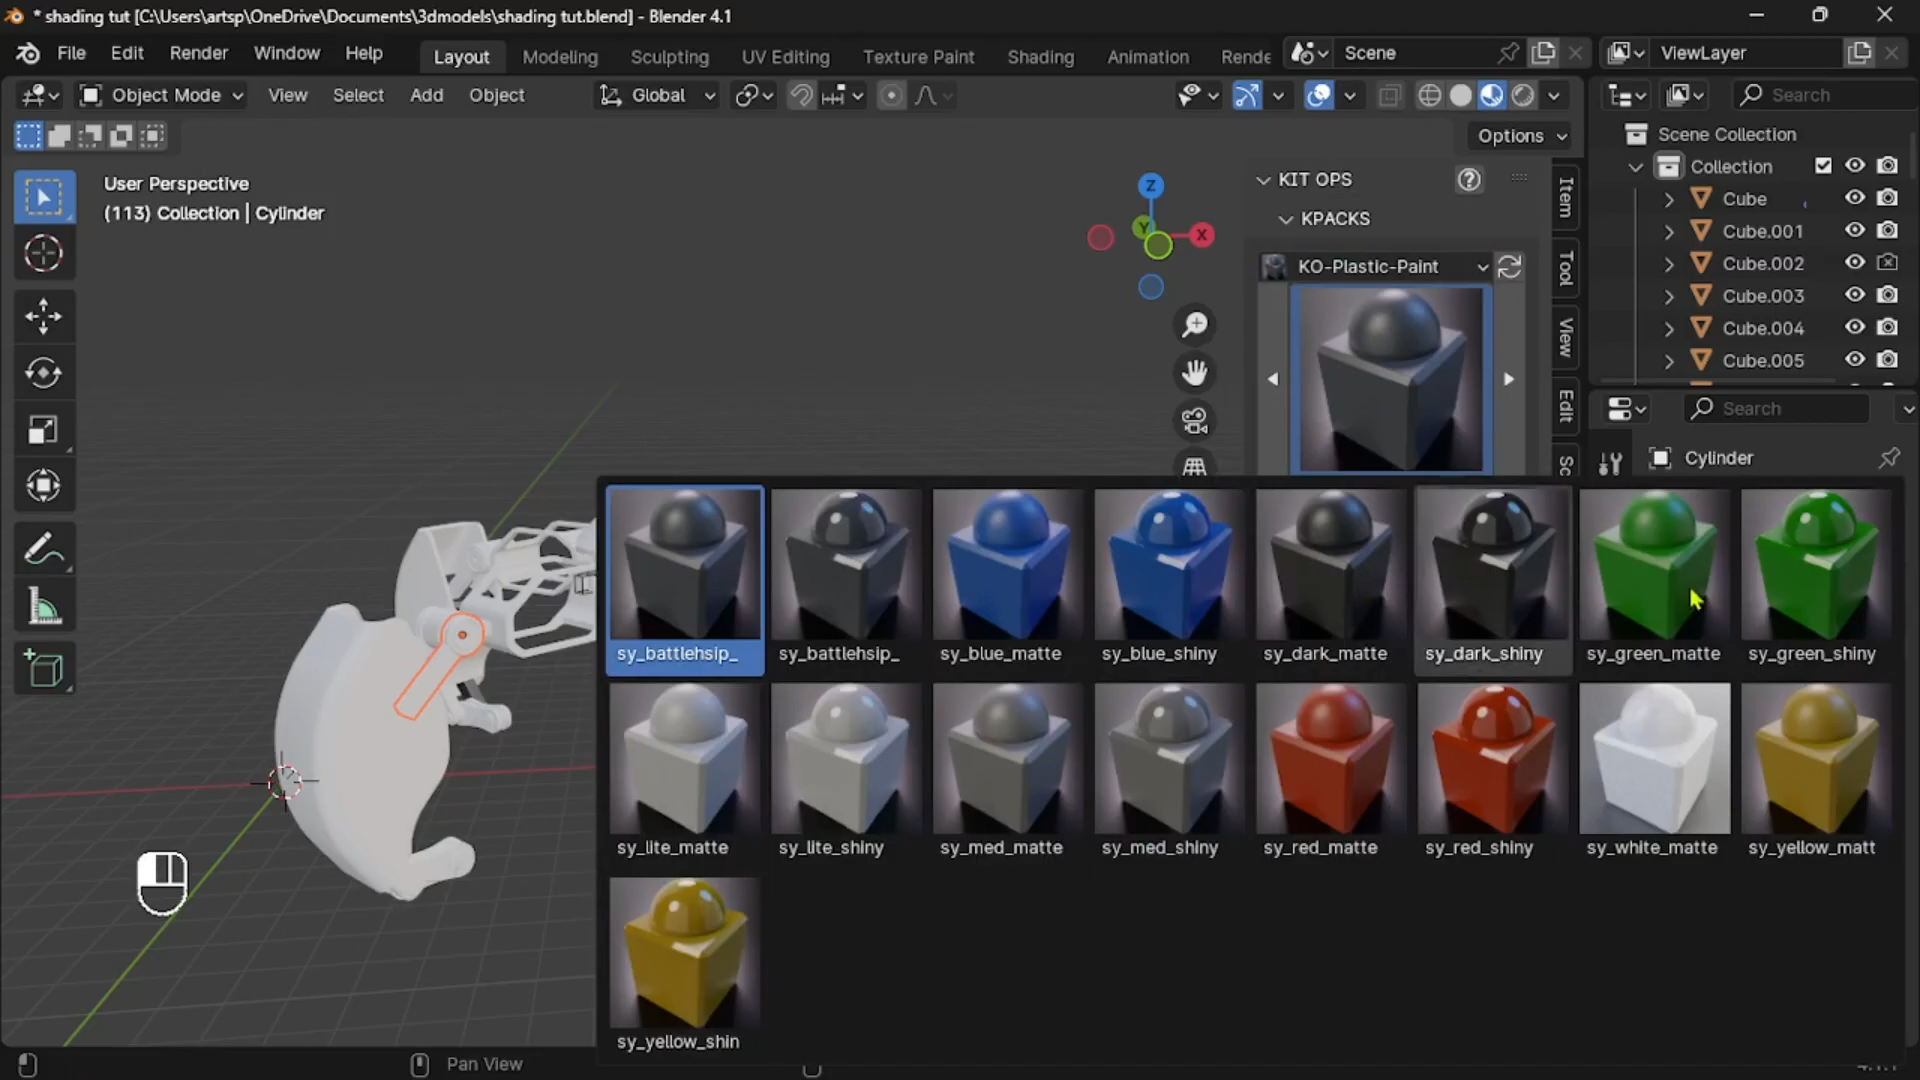 * shading tut [C:\Users\artsp\OneDrive\Documents\3dmodels\shading tut.blend] - Blender 4.1
File Edit Render Window Help Layout Modeling Sculpting UV Editing Texture Paint Shading Animation Rende Scene ViewLayer
Object Mode View Select Add Object Global Search
Options
User Perspective
(113) Collection | Cylinder
Z
Y
X
KIT OPS
KPACKS
KO-Plastic-Paint
Item
Tool
View
Edit
Sc
Scene Collection
Collection
Cube
Cube.001
Cube.002
Cube.003
Cube.004
Cube.005
Search
Cylinder
sy_battlehsip_ sy_battlehsip_ sy_blue_matte sy_blue_shiny sy_dark_matte sy_dark_shiny sy_green_matte sy_green_shiny
sy_lite_matte sy_lite_shiny sy_med_matte sy_med_shiny sy_red_matte sy_red_shiny sy_white_matte sy_yellow_matt
sy_yellow_shin
Pan View